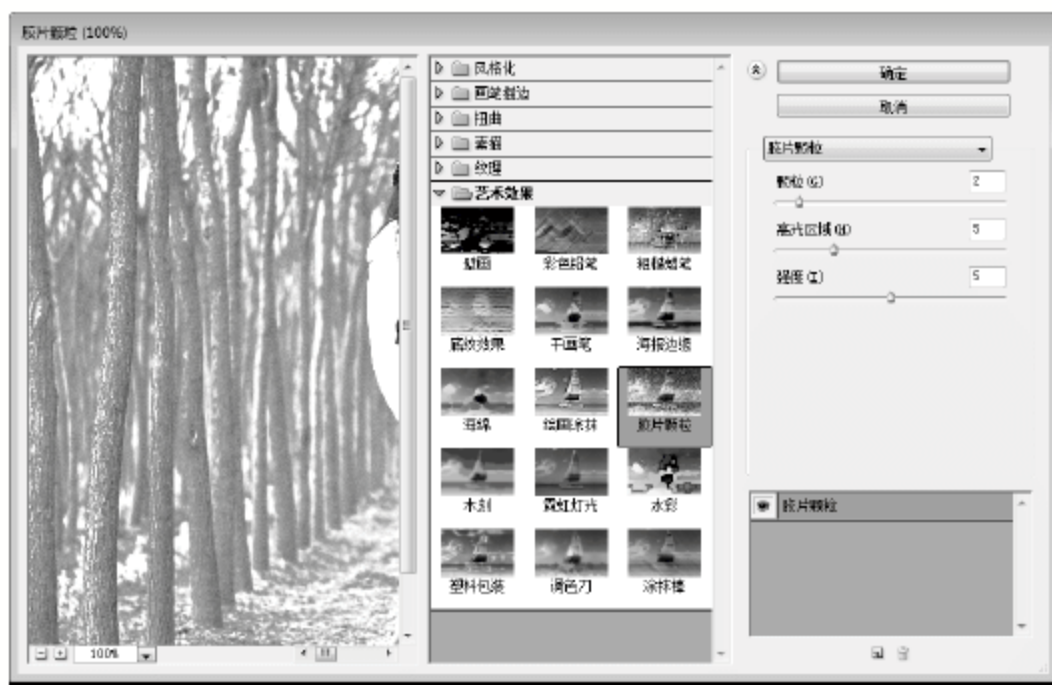 胶片颗粒 (100%)
风格化
画笔描边
扭曲
素描
纹理
艺术效果
壁画 彩色铅笔 粗糙蜡笔
底纹效果 干画笔 海报边缘
海绵 绘画涂抹 胶片颗粒
木刻 霓虹灯光 水彩
塑料包装 调色刀 涂抹棒
100%
确定
取消
胶片颗粒
颗粒(G) 2
高光区域(H) 5
强度(I) 5
胶片颗粒